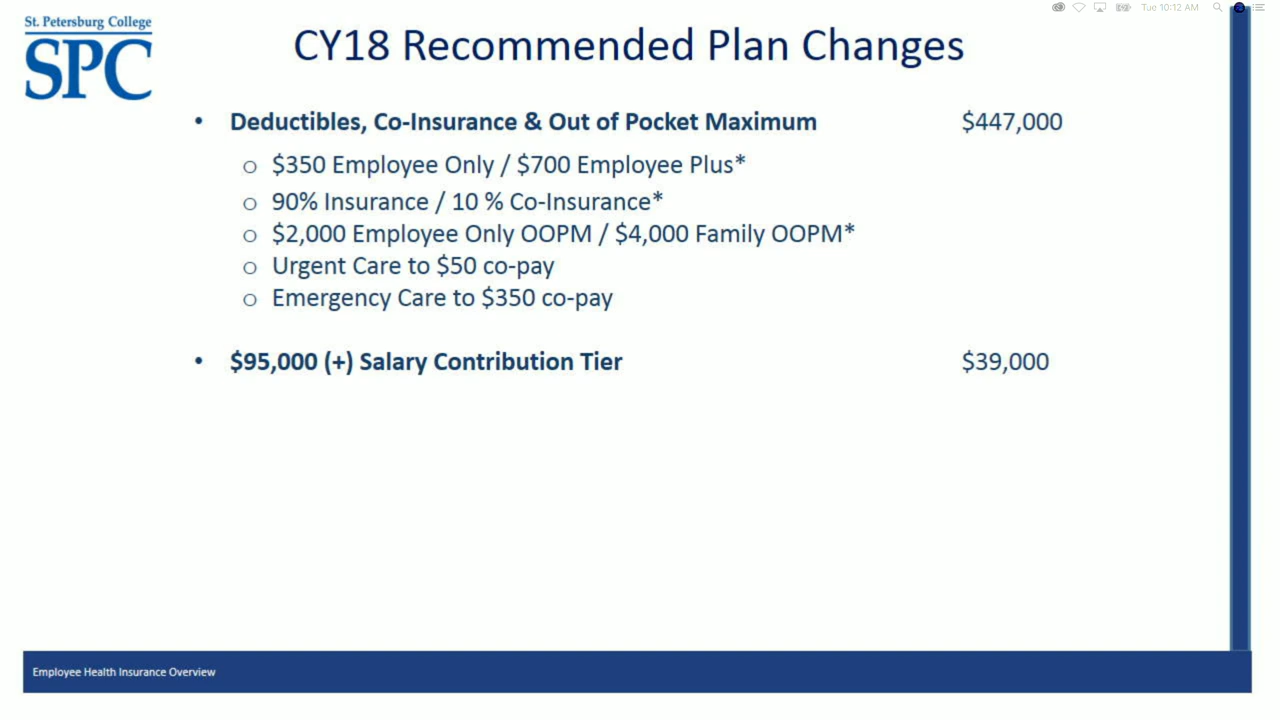 Tue 10:12 AM
St. Petersburg College
SPC
CY18 Recommended Plan Changes
• Deductibles, Co-Insurance & Out of Pocket Maximum $447,000
o $350 Employee Only / $700 Employee Plus*
o 90% Insurance / 10 % Co-Insurance*
o $2,000 Employee Only OOPM / $4,000 Family OOPM*
o Urgent Care to $50 co-pay
o Emergency Care to $350 co-pay
• $95,000 (+) Salary Contribution Tier $39,000
Employee Health Insurance Overview